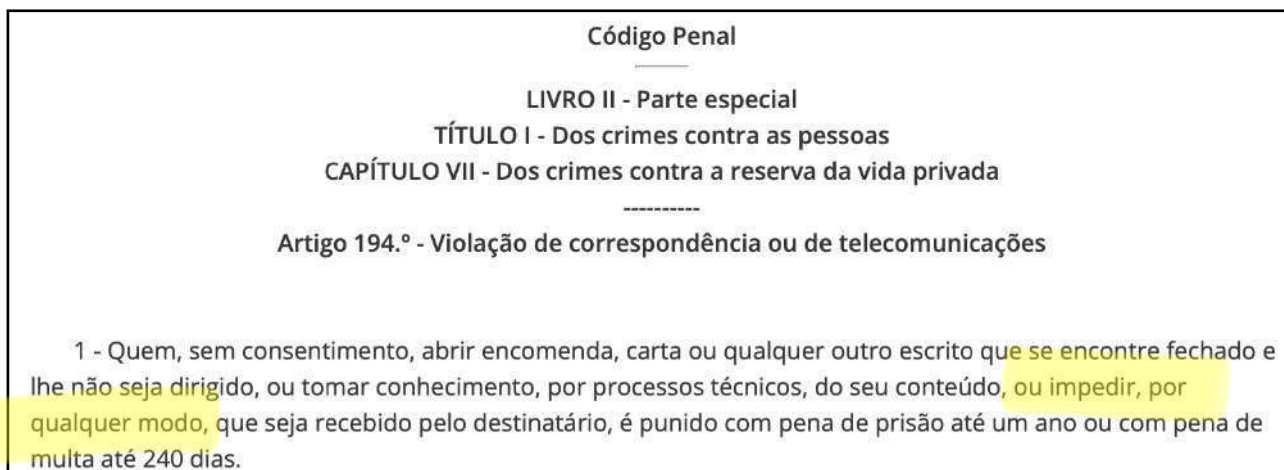 Código Penal
LIVRO II - Parte especial
TÍTULO I - Dos crimes contra as pessoas
CAPÍTULO VII - Dos crimes contra a reserva da vida privada
----------
Artigo 194.º - Violação de correspondência ou de telecomunicações
1 - Quem, sem consentimento, abrir encomenda, carta ou qualquer outro escrito que se encontre fechado e
lhe não seja dirigido, ou tomar conhecimento, por processos técnicos, do seu conteúdo, ou impedir, por
qualquer modo, que seja recebido pelo destinatário, é punido com pena de prisão até um ano ou com pena de
multa até 240 dias.